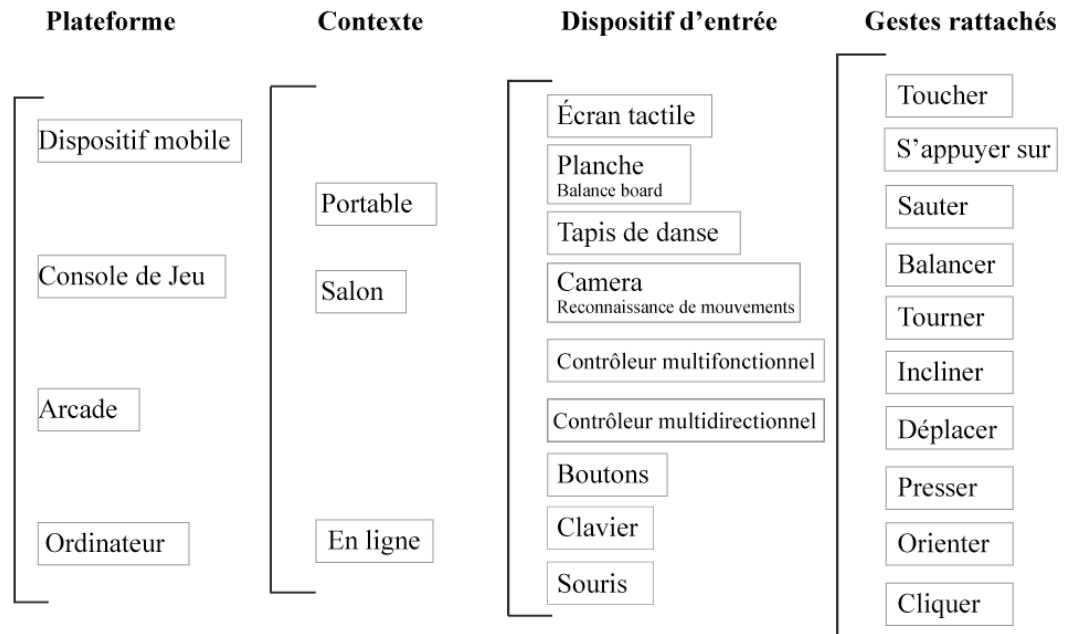 Plateforme
Dispositif mobile
Console de Jeu
Arcade
Ordinateur
Contexte
Portable
Salon
En ligne
Dispositif d’entrée
Écran tactile
Planche
Balance board
Tapis de danse
Camera
Reconnaissance de mouvements
Contrôleur multifonctionnel
Contrôleur multidirectionnel
Boutons
Clavier
Souris
Gestes rattachés
Toucher
S’appuyer sur
Sauter
Balancer
Tourner
Incliner
Déplacer
Presser
Orienter
Cliquer